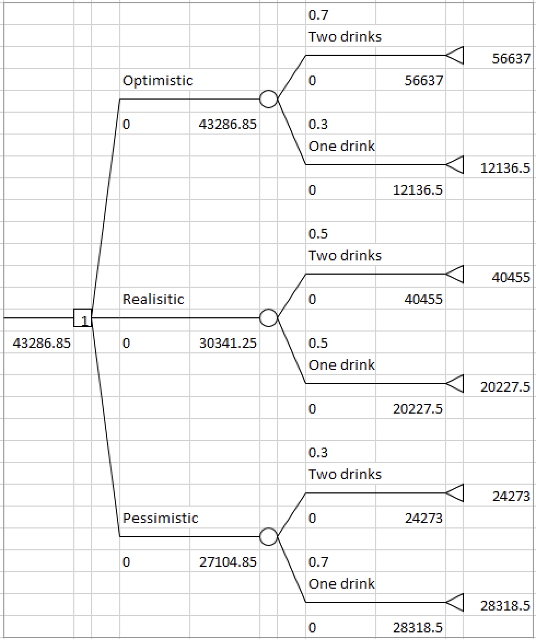 0.7
Two drinks
56637
Optimistic
0 56637
0 43286.85
0.3
One drink
12136.5
0 12136.5
0.5
Two drinks
40455
Realisitic
0 40455
1
43286.85
0 30341.25
0.5
One drink
20227.5
0 20227.5
0.3
Two drinks
24273
Pessimistic
0 24273
0 27104.85
0.7
One drink
28318.5
0 28318.5